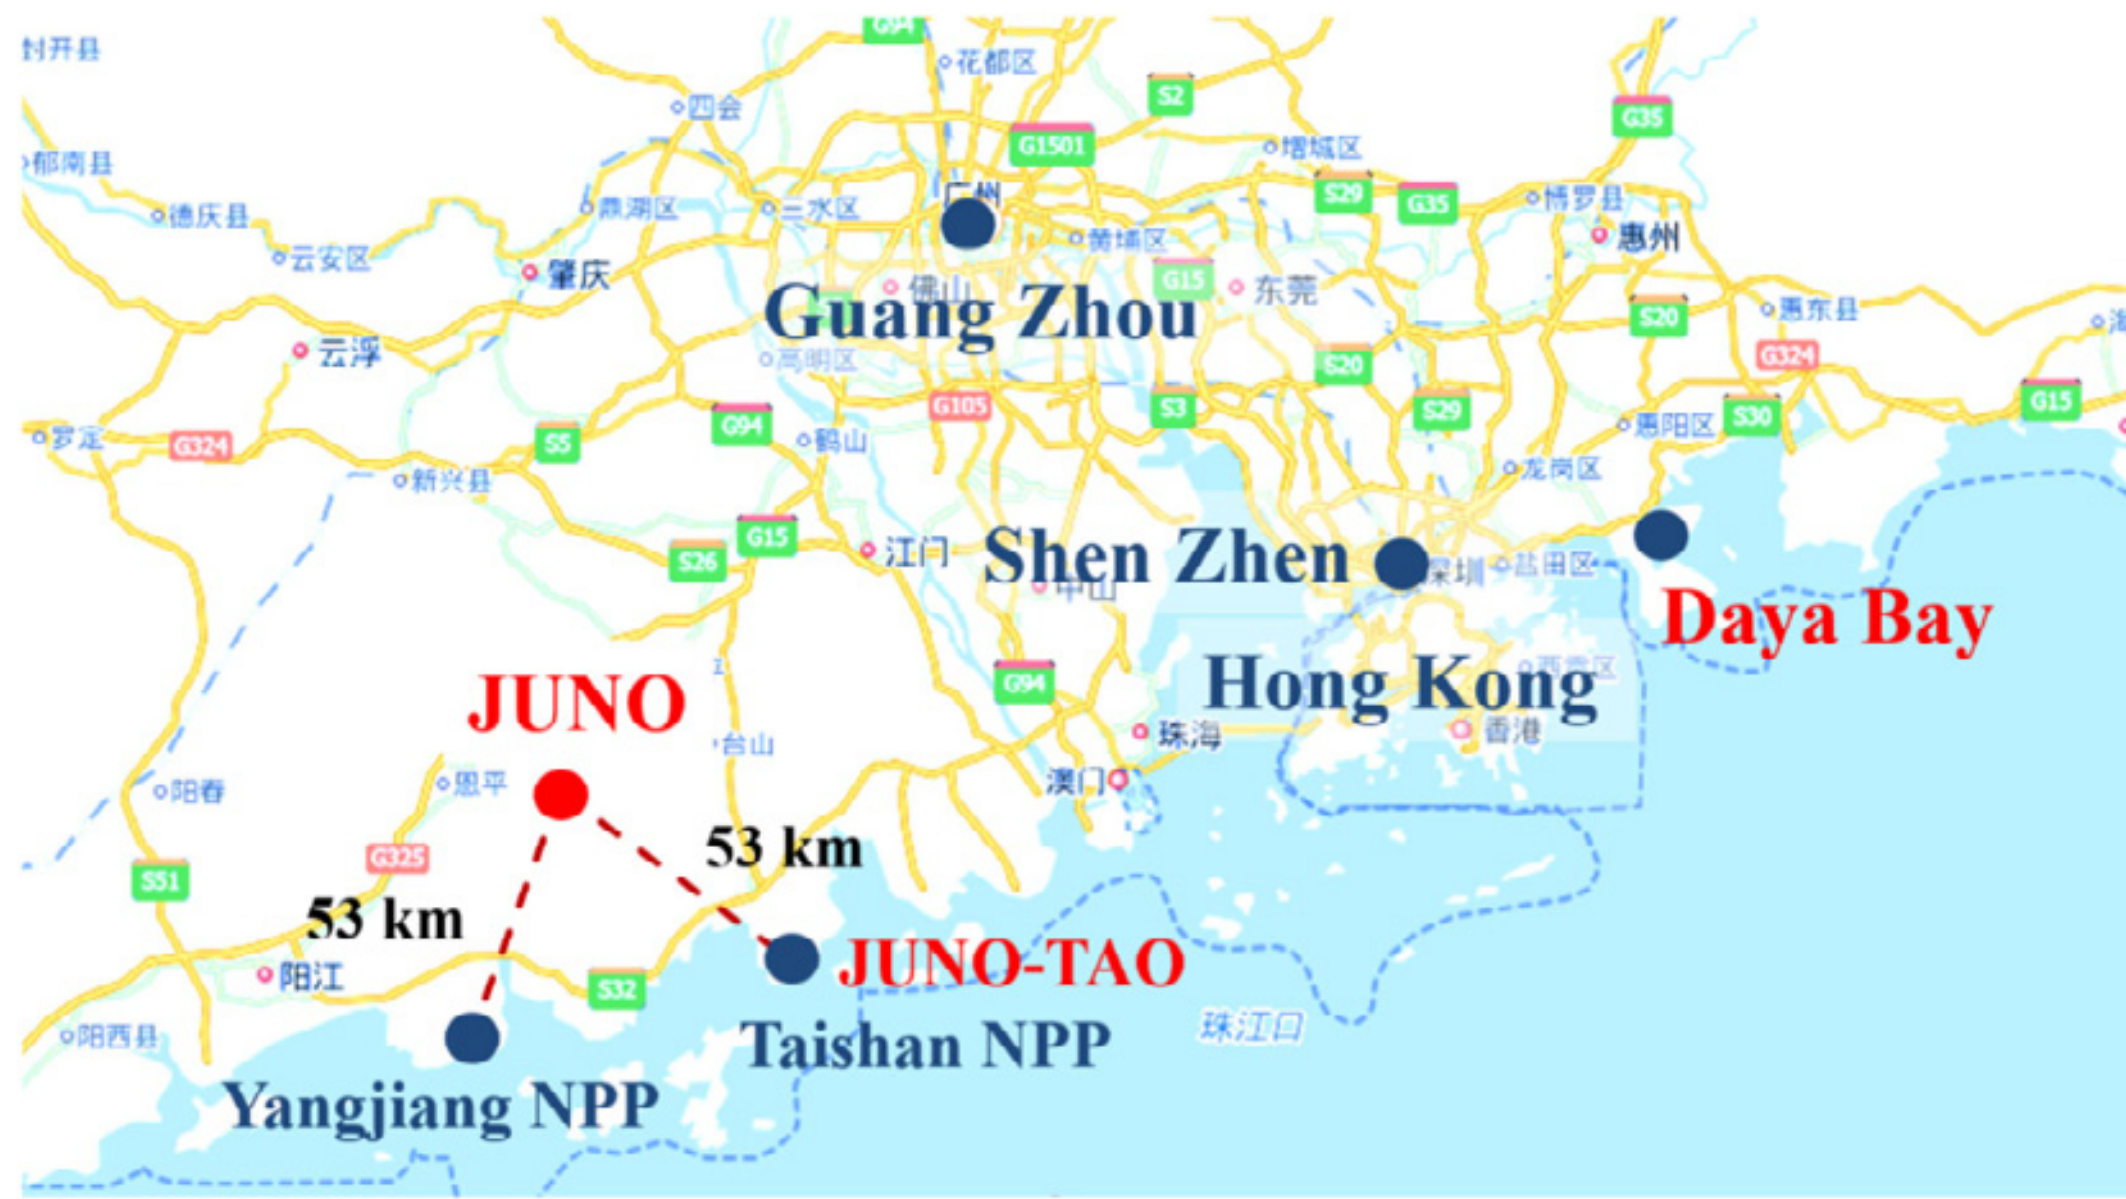 G94
封开县
花都区
S2
四会
G35
G1501
增城区
郁南县
S29
G35
博罗县
广州
德庆县
鼎湖区
三水区
黄埔区
惠州
云安区
肇庆
佛山
G15
东莞
Guang Zhou
S20
惠东县
云浮
高明区
S20
G324
G105
S3
S29
S30
G15
罗定
G324
S5
G94
鹤山
惠阳区
新兴县
龙岗区
G15
S26
江门
Shen Zhen
深圳
盐田区
中山
Daya Bay
JUNO
G94
Hong Kong
西贡区
台山
珠海
香港
阳春
恩平
澳门
53 km
G325
S51
53 km
阳江
JUNO-TAO
S32
阳西县
珠江口
Taishan NPP
Yangjiang NPP